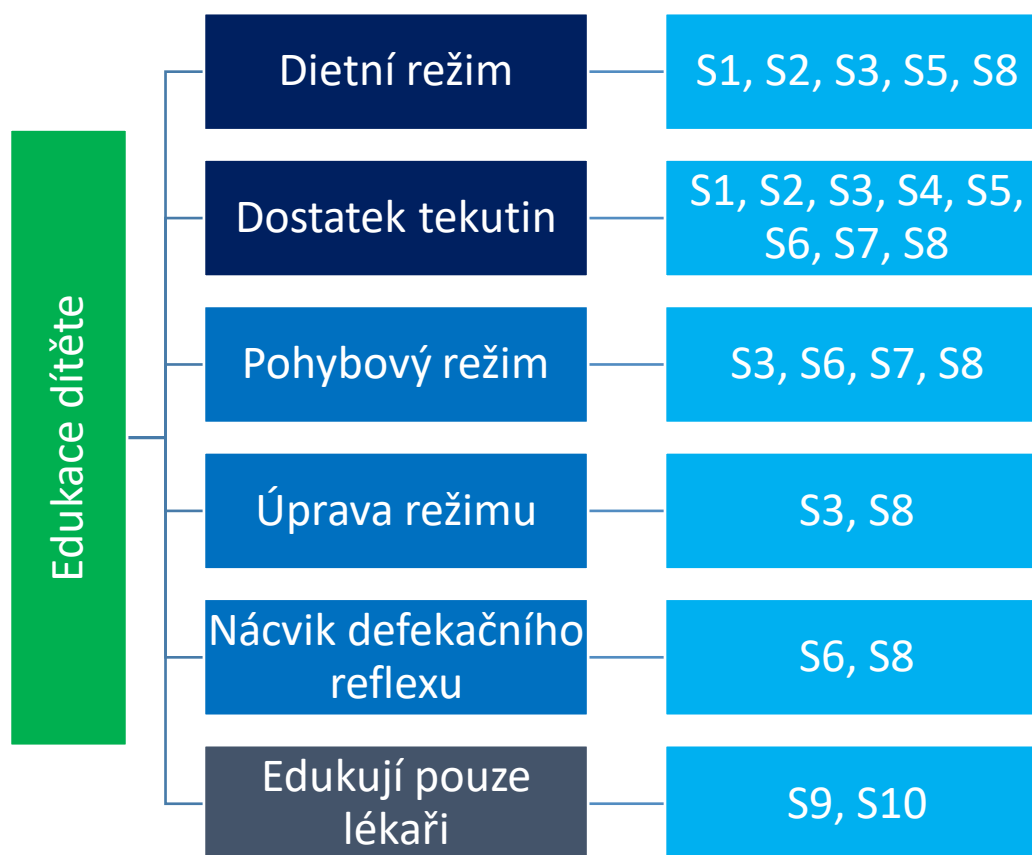 Edukace dítěte
Dietní režim
S1, S2, S3, S5, S8
Dostatek tekutin
S1, S2, S3, S4, S5,
S6, S7, S8
Pohybový režim
S3, S6, S7, S8
Úprava režimu
S3, S8
Nácvik defekačního
reflexu
S6, S8
Edukují pouze
lékaři
S9, S10